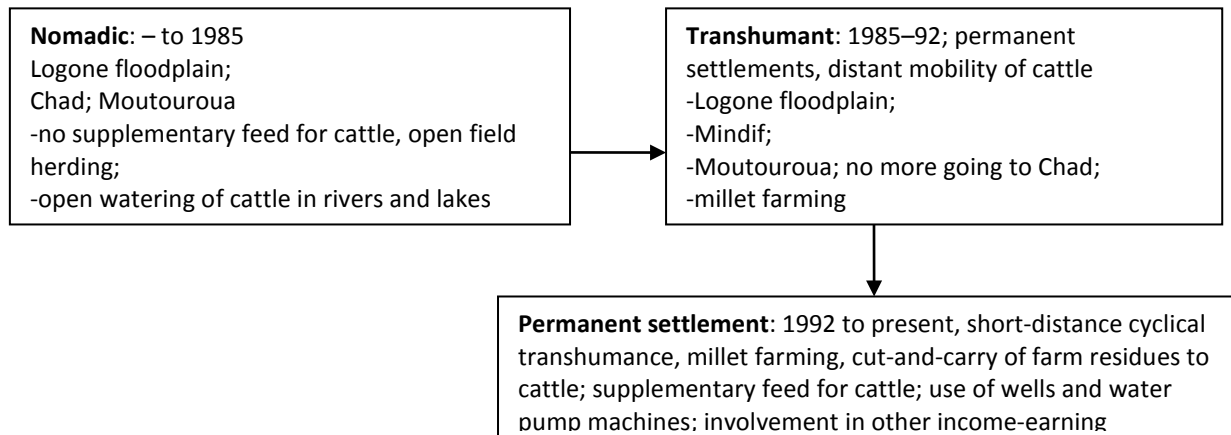 Nomadic: – to 1985
Logone floodplain;
Chad; Moutouroua
-no supplementary feed for cattle, open field
herding;
-open watering of cattle in rivers and lakes
Transhumant: 1985–92; permanent
settlements, distant mobility of cattle
-Logone floodplain;
-Mindif;
-Moutouroua; no more going to Chad;
-millet farming
Permanent settlement: 1992 to present, short-distance cyclical
transhumance, millet farming, cut-and-carry of farm residues to
cattle; supplementary feed for cattle; use of wells and water
pump machines; involvement in other income-earning